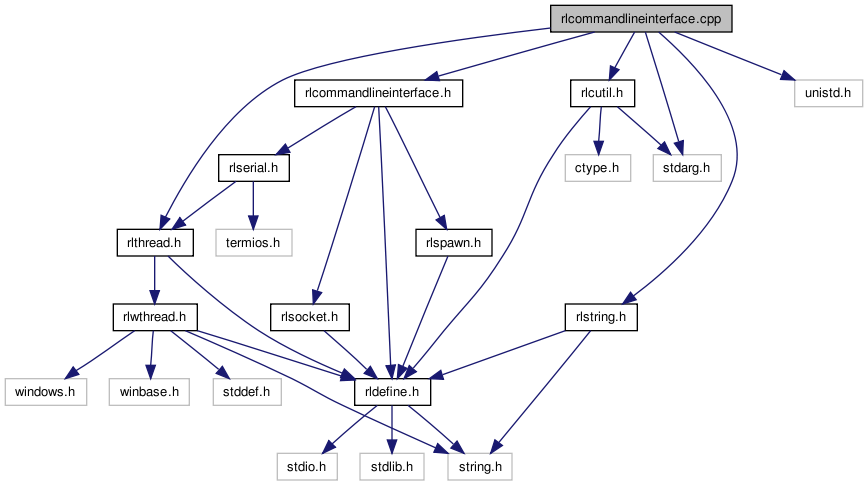 rlcommandlineinterface.cpp
rlcommandlineinterface.h
rlcutil.h
unistd.h
rlserial.h
ctype.h
stdarg.h
rlthread.h
termios.h
rlspawn.h
rlwthread.h
rlsocket.h
rlstring.h
windows.h
winbase.h
stddef.h
rldefine.h
stdio.h
stdlib.h
string.h